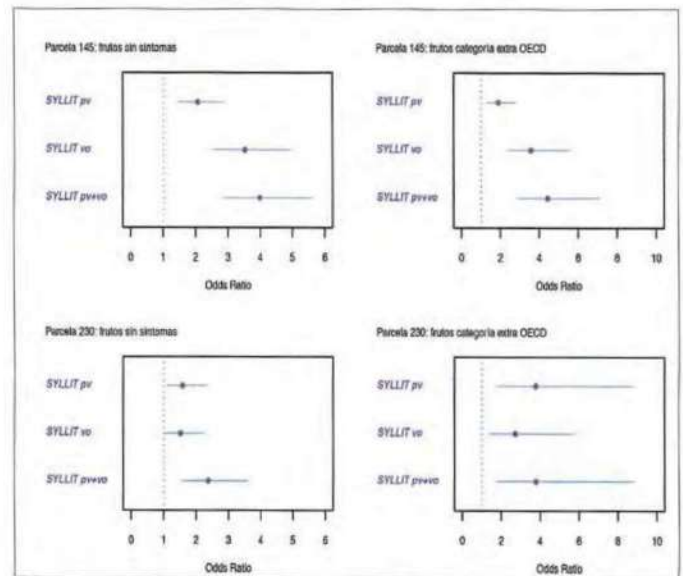 Parcela 145: frutos sin síntomas
SYLLIT pv
SYLLIT vo
SYLLIT pv+vo
0 1 2 3 4 5 6
Odds Ratio
Parcela 145: frutos categoría extra OECD
SYLLIT pv
SYLLIT vo
SYLLIT pv+vo
0 2 4 6 8 10
Odds Ratio
Parcela 230: frutos sin síntomas
SYLLIT pv
SYLLIT vo
SYLLIT pv+vo
0 1 2 3 4 5 6
Odds Ratio
Parcela 230: frutos categoría extra OECD
SYLLIT pv
SYLLIT vo
SYLLIT pv+vo
0 2 4 6 8 10
Odds Ratio